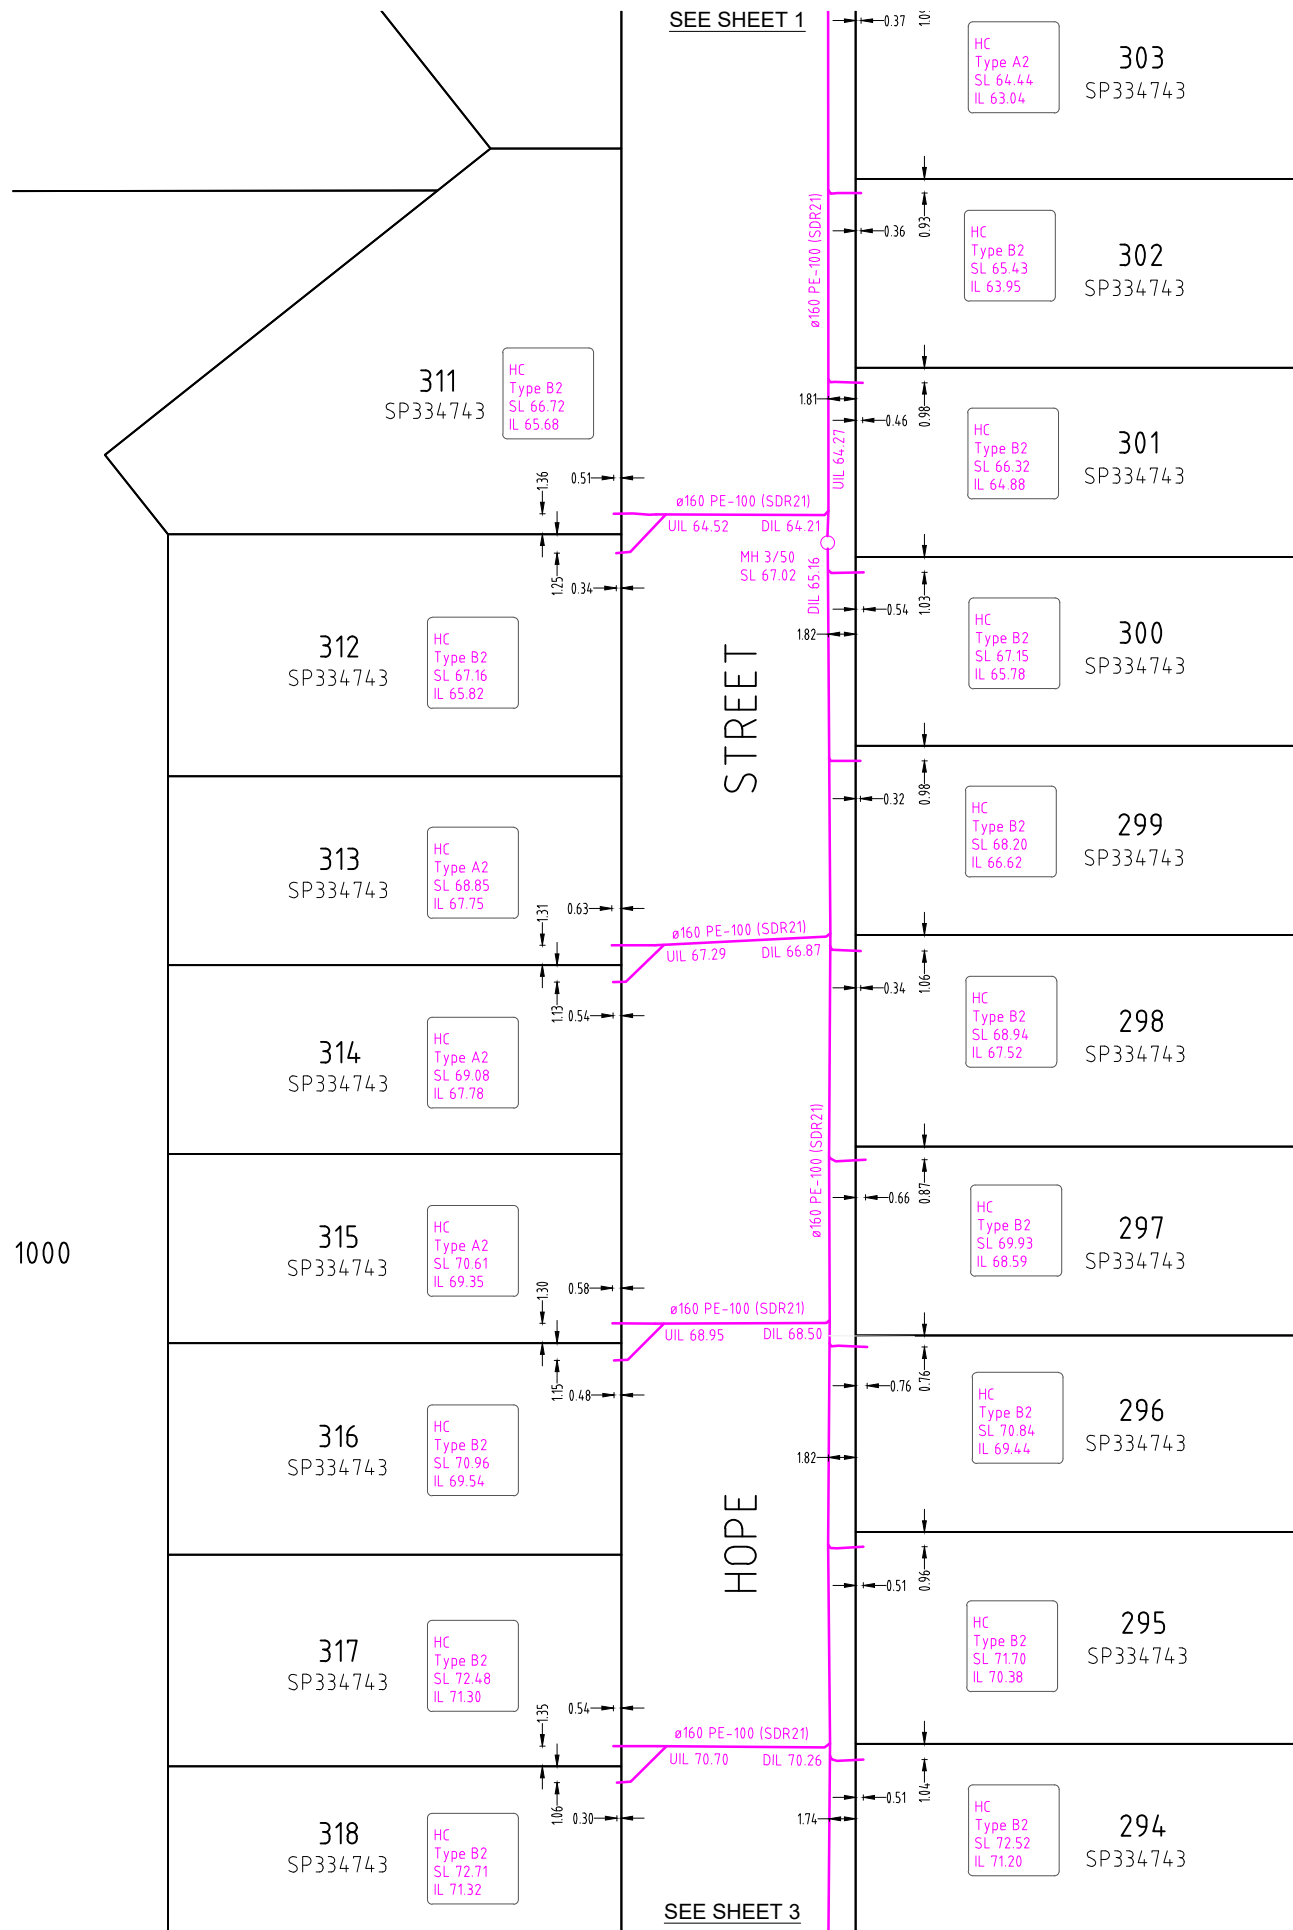 SEE SHEET 1
0.37
HC
Type A2
SL 64.44
IL 63.04
303
SP334743
ø160 PE-100 (SDR21)
0.36
0.93
HC
Type B2
SL 65.43
IL 63.95
302
SP334743
311
SP334743
HC
Type B2
SL 66.72
IL 65.68
1.81
0.46
0.98
UIL 64.27
HC
Type B2
SL 66.32
IL 64.88
301
SP334743
1.36
0.51
ø160 PE-100 (SDR21)
UIL 64.52
DIL 64.21
MH 3/50
SL 67.02
DIL 65.16
1.25
0.34
0.54
1.03
1.82
312
SP334743
HC
Type B2
SL 67.16
IL 65.82
STREET
HC
Type B2
SL 67.15
IL 65.78
300
SP334743
0.32
0.98
HC
Type B2
SL 68.20
IL 66.62
299
SP334743
313
SP334743
HC
Type A2
SL 68.85
IL 67.75
1.31
0.63
ø160 PE-100 (SDR21)
UIL 67.29
DIL 66.87
1.13
0.54
0.34
1.06
314
SP334743
HC
Type A2
SL 69.08
IL 67.78
HC
Type B2
SL 68.94
IL 67.52
298
SP334743
ø160 PE-100 (SDR21)
0.66
0.87
1000
315
SP334743
HC
Type A2
SL 70.61
IL 69.35
HC
Type B2
SL 69.93
IL 68.59
297
SP334743
1.30
0.58
ø160 PE-100 (SDR21)
UIL 68.95
DIL 68.50
1.15
0.48
0.76
0.76
316
SP334743
HC
Type B2
SL 70.96
IL 69.54
HC
Type B2
SL 70.84
IL 69.44
296
SP334743
1.82
HOPE
0.51
0.96
317
SP334743
HC
Type B2
SL 72.48
IL 71.30
HC
Type B2
SL 71.70
IL 70.38
295
SP334743
1.35
0.54
ø160 PE-100 (SDR21)
UIL 70.70
DIL 70.26
1.06
0.30
0.51
1.04
1.74
318
SP334743
HC
Type B2
SL 72.71
IL 71.32
HC
Type B2
SL 72.52
IL 71.20
294
SP334743
SEE SHEET 3